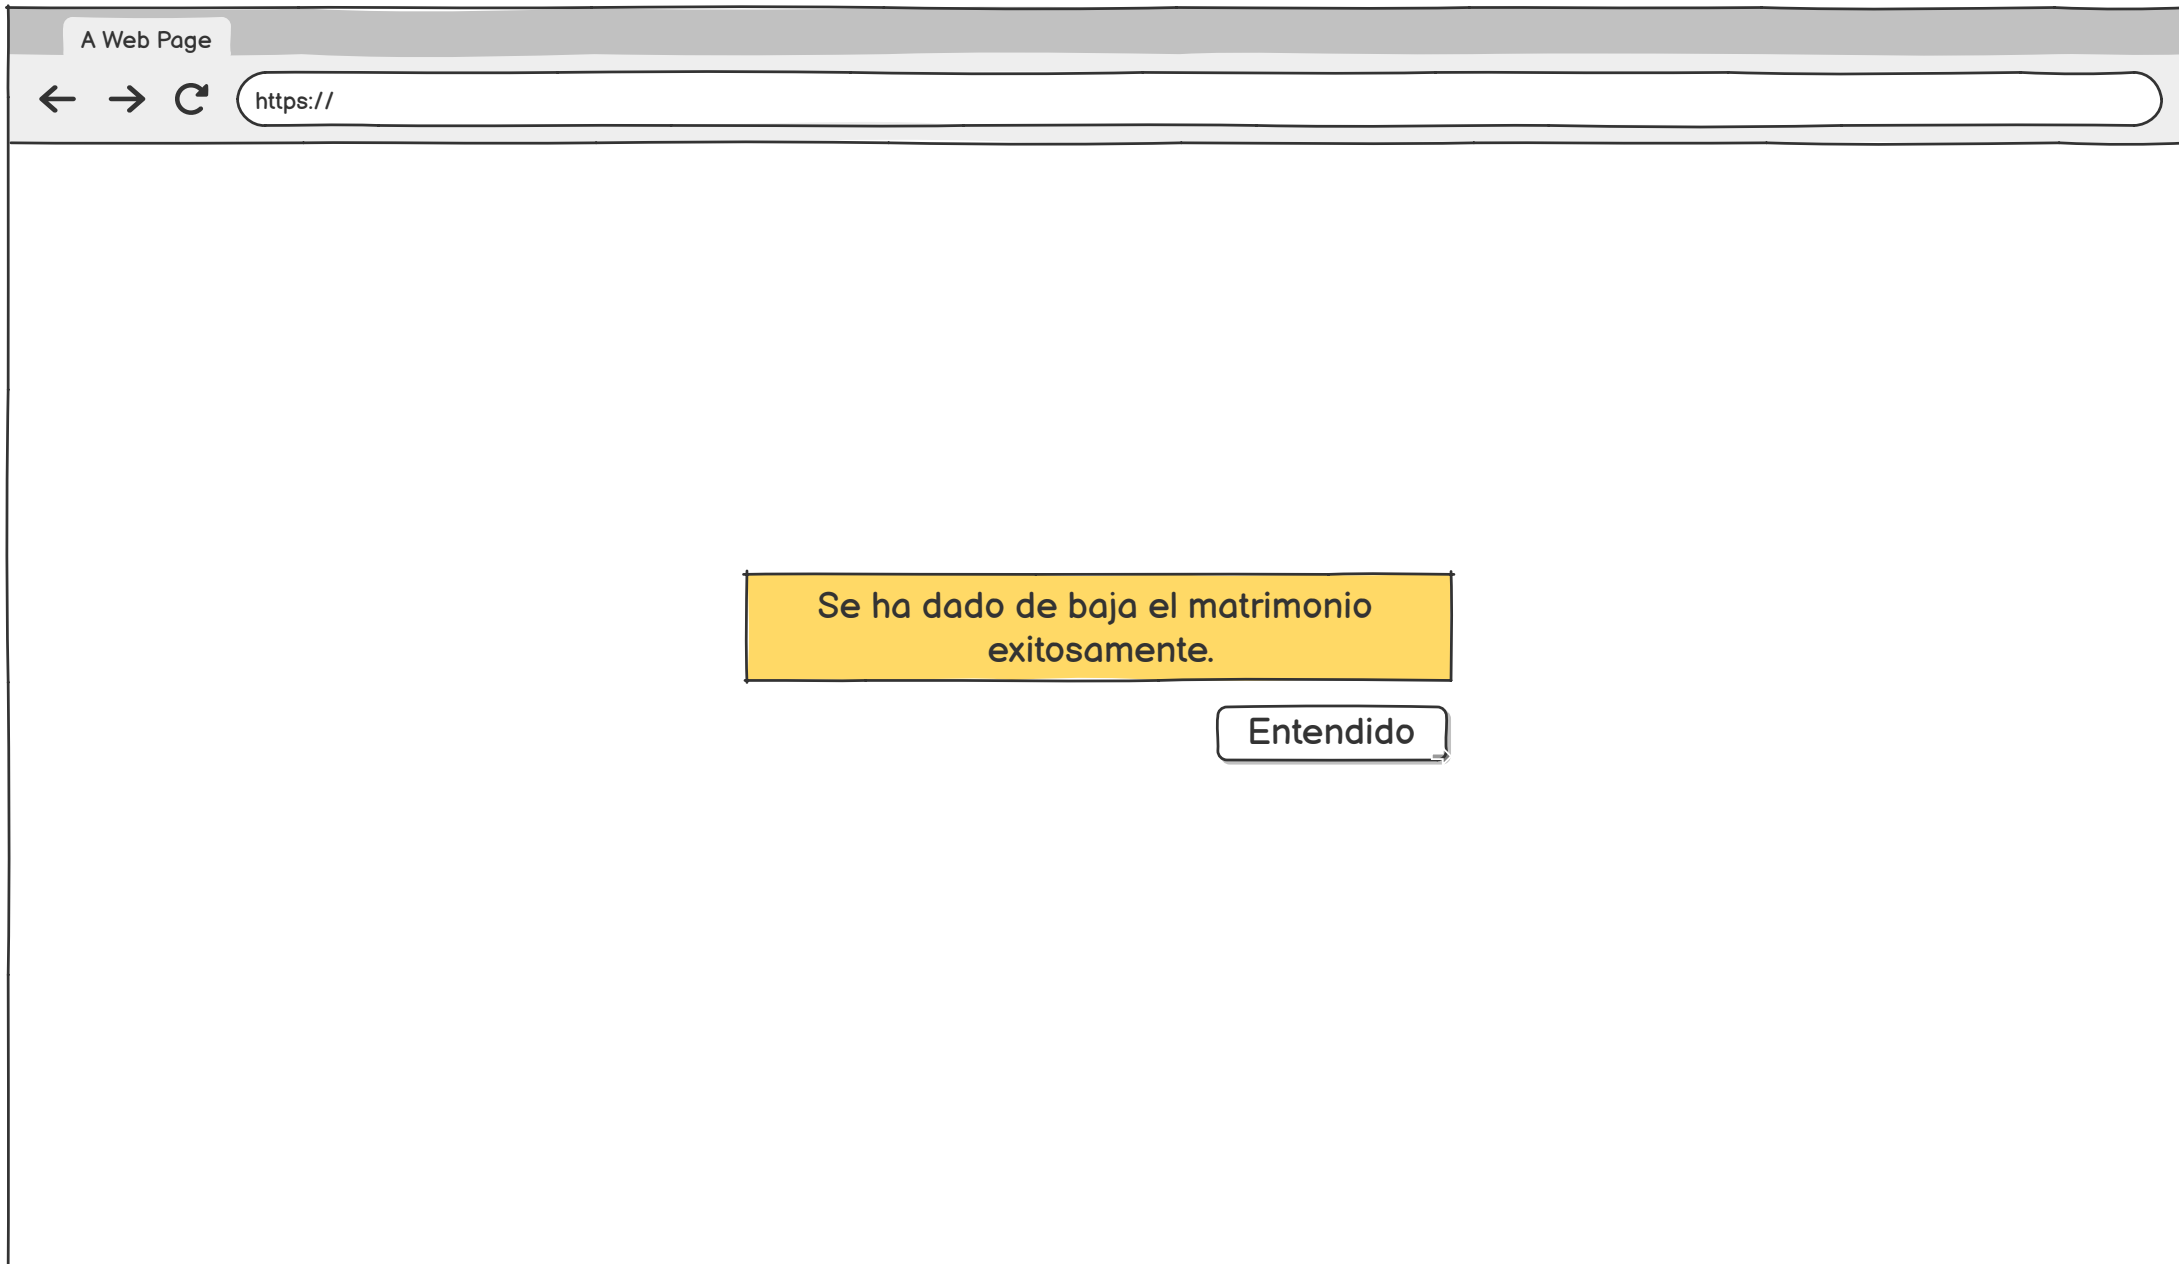 A Web Page
https://
Se ha dado de baja el matrimonio
exitosamente.
Entendido